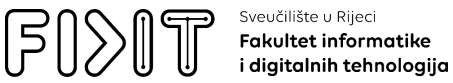 FIDIT
Sveučilište u Rijeci
Fakultet informatike
i digitalnih tehnologija